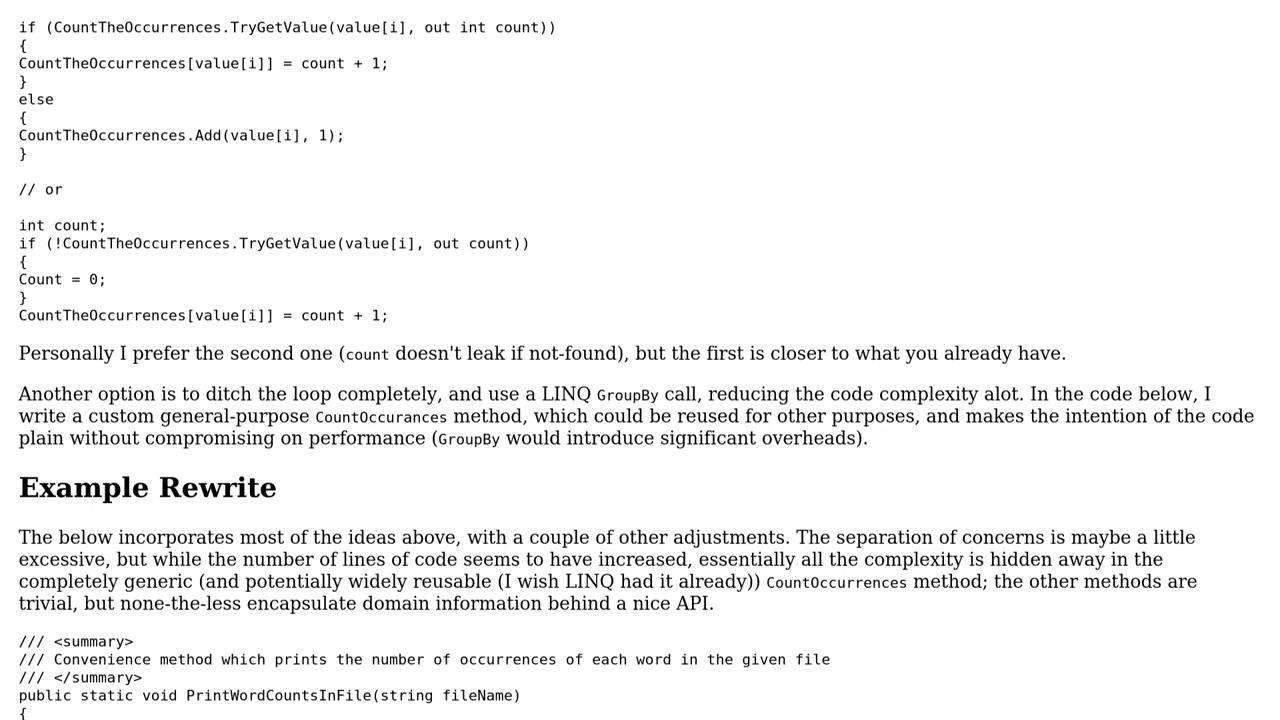 if (CountTheOccurrences.TryGetValue(value[i], out int count))
{
CountTheOccurrences[value[i]] = count + 1;
}
else
{
CountTheOccurrences.Add(value[i], 1);
}
// or
int count;
if (!CountTheOccurrences.TryGetValue(value[i], out count))
{
Count = 0;
}
CountTheOccurrences[value[i]] = count + 1;
Personally I prefer the second one (count doesn't leak if not-found), but the first is closer to what you already have.
Another option is to ditch the loop completely, and use a LINQ GroupBy call, reducing the code complexity alot. In the code below, I
write a custom general-purpose CountOccurances method, which could be reused for other purposes, and makes the intention of the code
plain without compromising on performance (GroupBy would introduce significant overheads).
Example Rewrite
The below incorporates most of the ideas above, with a couple of other adjustments. The separation of concerns is maybe a little
excessive, but while the number of lines of code seems to have increased, essentially all the complexity is hidden away in the
completely generic (and potentially widely reusable (I wish LINQ had it already)) CountOccurrences method; the other methods are
trivial, but none-the-less encapsulate domain information behind a nice API.
/// <summary>
/// Convenience method which prints the number of occurrences of each word in the given file
/// </summary>
public static void PrintWordCountsInFile(string fileName)
{